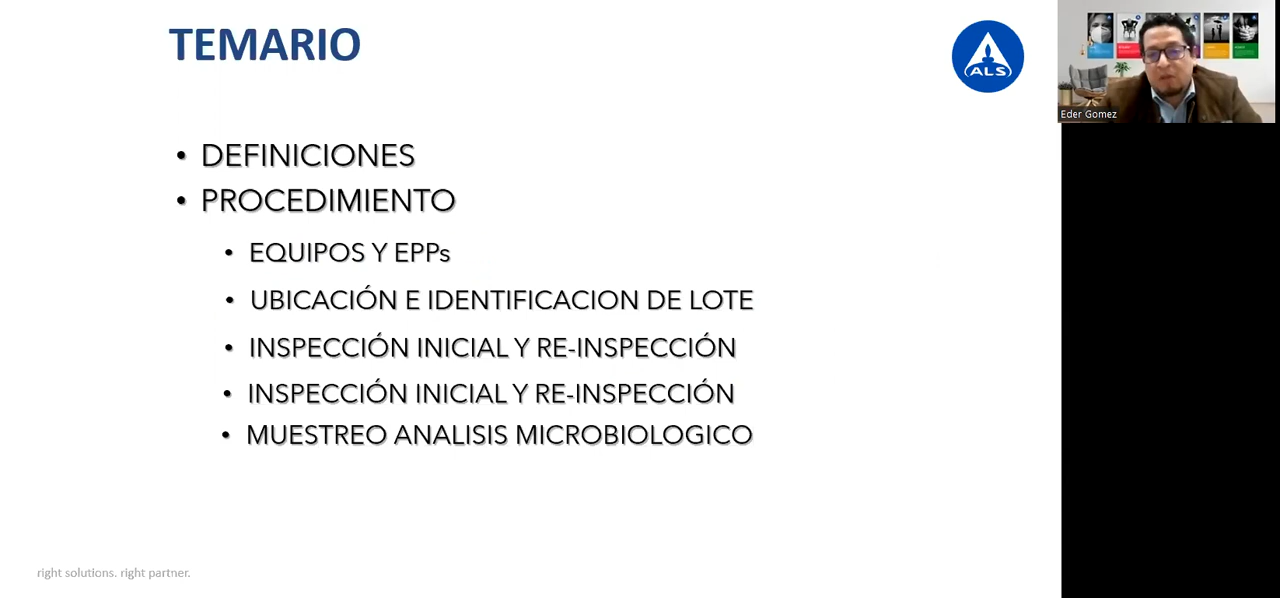 TEMARIO
ALS
Eder Gomez
• DEFINICIONES
• PROCEDIMIENTO
• EQUIPOS Y EPPs
• UBICACIÓN E IDENTIFICACION DE LOTE
• INSPECCIÓN INICIAL Y RE-INSPECCIÓN
• INSPECCIÓN INICIAL Y RE-INSPECCIÓN
• MUESTREO ANALISIS MICROBIOLOGICO
right solutions. right partner.